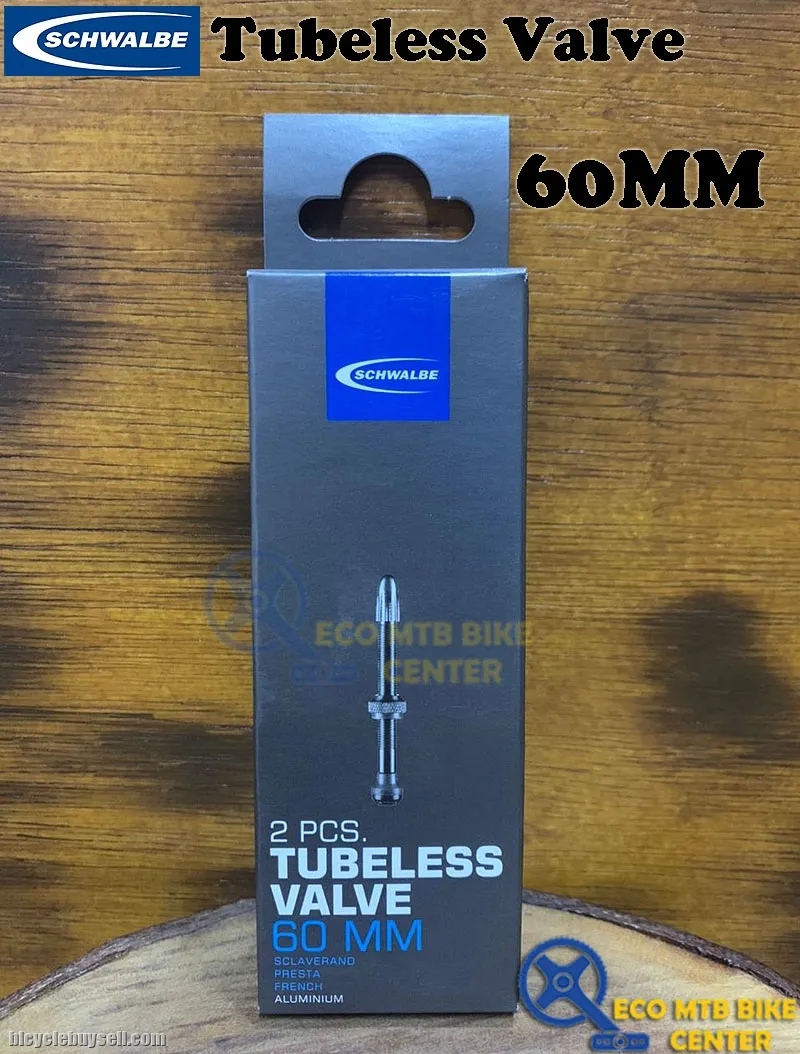 SCHWALBE Tubeless Valve
60MM
SCHWALBE
ECO MTB BIKE
CENTER
2 PCS.
TUBELESS
VALVE
60 MM
SCLAVERAND
PRESTA
FRENCH
ALUMINIUM
ECO MTB BIKE
CENTER
bicyclebuysell.com